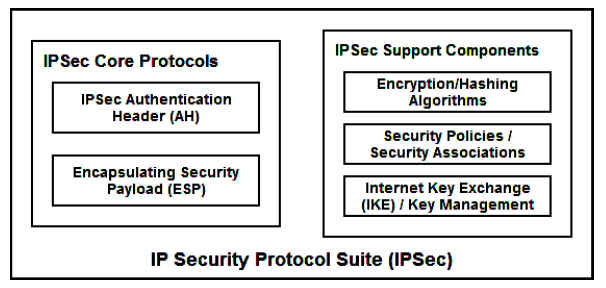 IPSec Core Protocols
IPSec Authentication
Header (AH)
Encapsulating Security
Payload (ESP)
IPSec Support Components
Encryption/Hashing
Algorithms
Security Policies /
Security Associations
Internet Key Exchange
(IKE) / Key Management
IP Security Protocol Suite (IPSec)